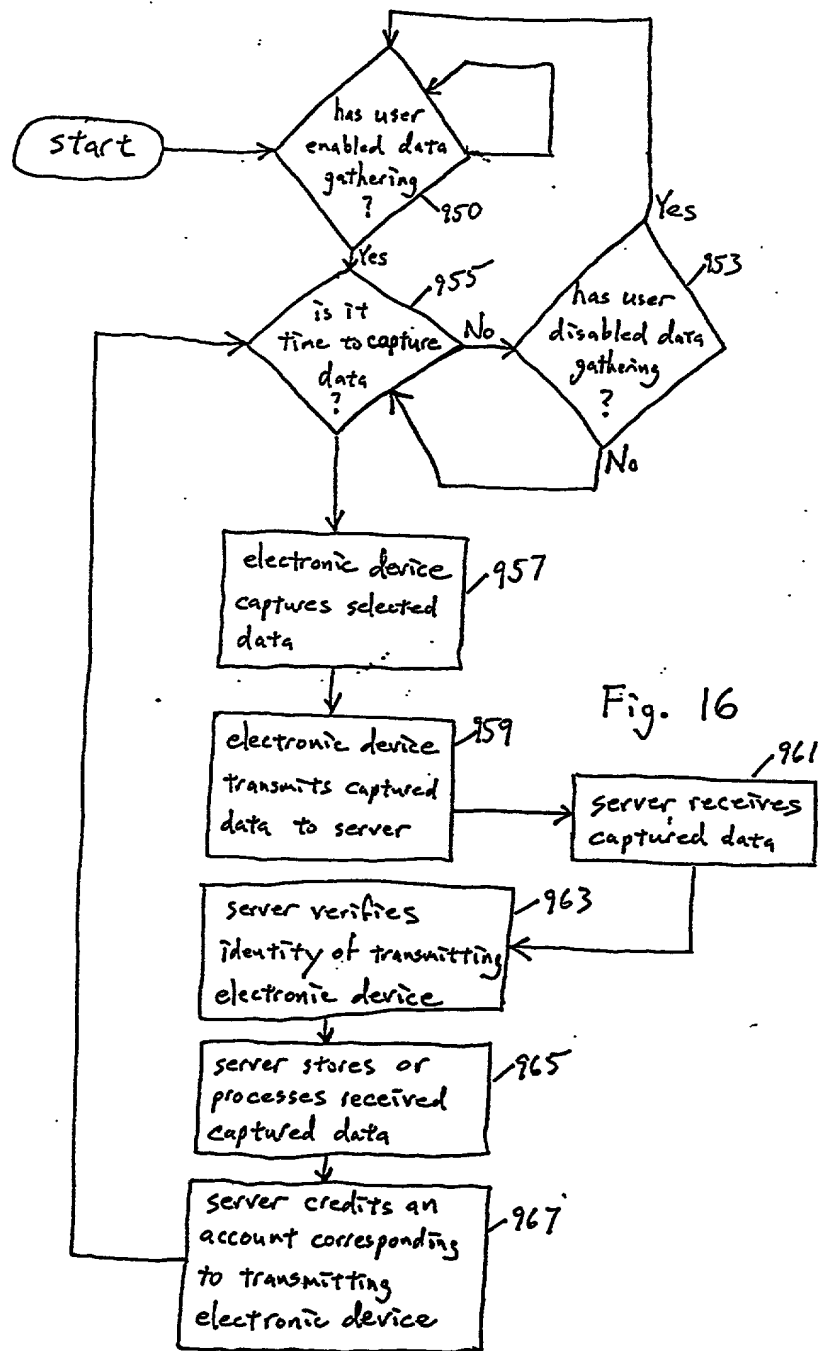 start
has user
enabled data
gathering
?
950
Yes
955
is it
time to capture
data
?
No
Yes
953
has user
disabled data
gathering
?
No
electronic device
captures selected
data
957
Fig. 16
electronic device
transmits captured
data to server
959
961
server receives
captured data
server verifies
identity of transmitting
electronic device
963
server stores or
processes received
captured data
965
server credits an
account corresponding
to transmitting
electronic device
967